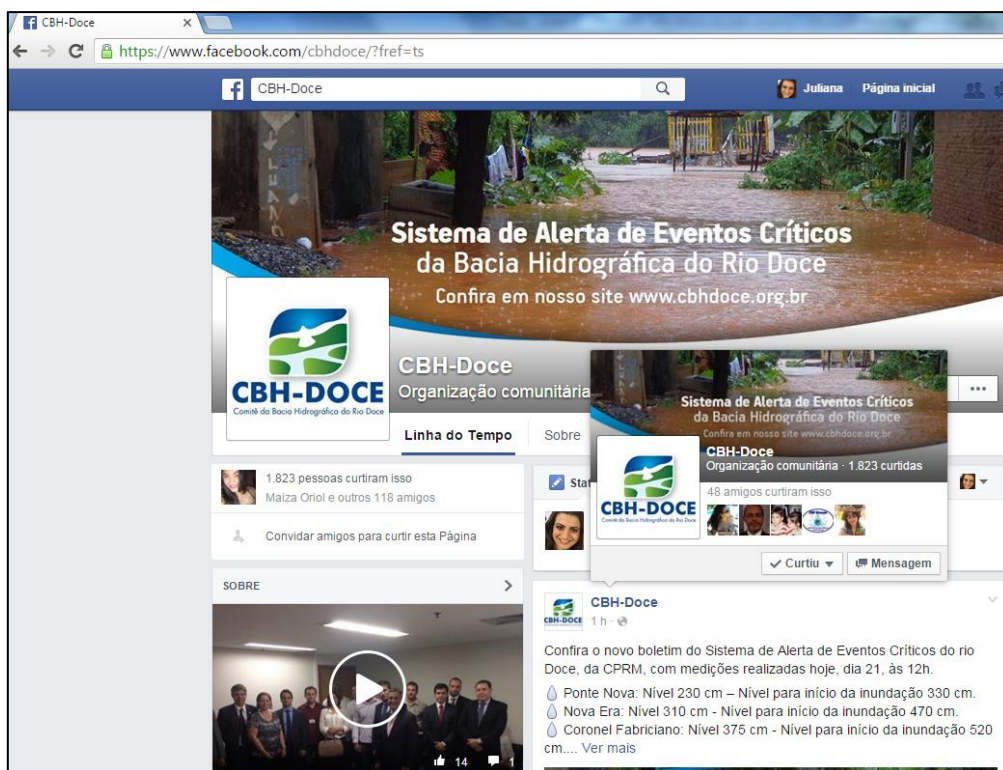 CBH-Doce
https://www.facebook.com/cbhdoce/?fref=ts
CBH-Doce
Juliana Página inicial
Sistema de Alerta de Eventos Críticos
da Bacia Hidrográfica do Rio Doce
Confira em nosso site www.cbhdoce.org.br
CBH-DOCE
Comitê da Bacia Hidrográfica do Rio Doce
CBH-Doce
Organização comunitária
Linha do Tempo Sobre
Sistema de Alerta de Eventos Críticos
da Bacia Hidrográfica do Rio Doce
Confira em nosso site www.cbhdoce.org.br
CBH-DOCE
Comitê da Bacia Hidrográfica do Rio Doce
CBH-Doce
Organização comunitária · 1.823 curtidas
48 amigos curtiram isso
Curtiu Mensagem
1.823 pessoas curtiram isso
Maiza Oriol e outros 118 amigos
Convidar amigos para curtir esta Página
SOBRE
14 1
Stat
CBH-DOCE
CBH-Doce
1 h ·
Confira o novo boletim do Sistema de Alerta de Eventos Críticos do rio
Doce, da CPRM, com medições realizadas hoje, dia 21, às 12h.
Ponte Nova: Nível 230 cm – Nível para início da inundação 330 cm.
Nova Era: Nível 310 cm - Nível para início da inundação 470 cm.
Coronel Fabriciano: Nível 375 cm - Nível para início da inundação 520
cm.... Ver mais